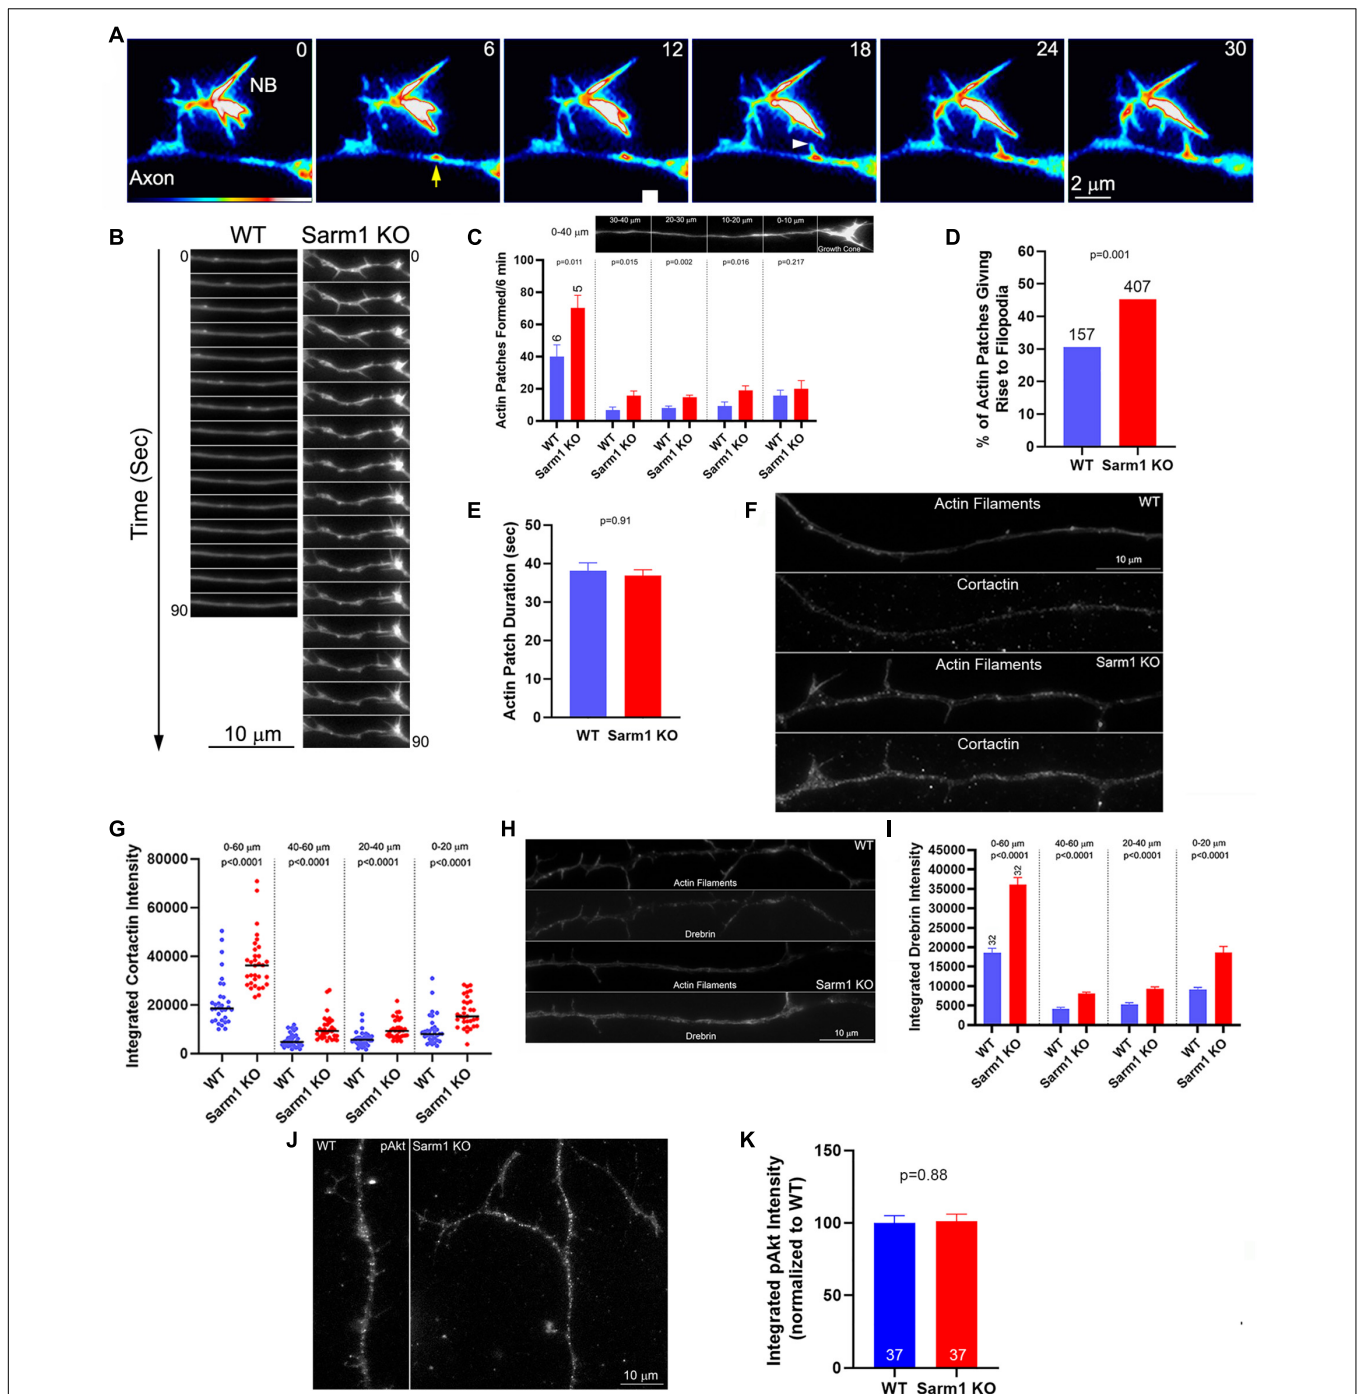 A
0
6
12
18
24
30
NB
Axon
2 μm
B
WT
Sarm1 KO
0
0
Time (Sec)
90
90
10 μm
C
0-40 μm
30-40 μm
20-30 μm
10-20 μm
0-10 μm
Growth Cone
Actin Patches Formed/6 min
100
80
60
40
20
0
p=0.011
p=0.015
p=0.002
p=0.016
p=0.217
6
5
WT
Sarm1 KO
WT
Sarm1 KO
WT
Sarm1 KO
WT
Sarm1 KO
WT
Sarm1 KO
D
% of Actin Patches Giving
Rise to Filopodia
60
50
40
30
20
10
0
p=0.001
157
407
WT
Sarm1 KO
E
Actin Patch Duration (sec)
50
40
30
20
10
0
p=0.91
WT
Sarm1 KO
F
Actin Filaments
WT
10 μm
Cortactin
Actin Filaments
Sarm1 KO
Cortactin
G
Integrated Cortactin Intensity
80000
60000
40000
20000
0
0-60 μm
40-60 μm
20-40 μm
0-20 μm
p<0.0001
p<0.0001
p<0.0001
p<0.0001
WT
Sarm1 KO
WT
Sarm1 KO
WT
Sarm1 KO
WT
Sarm1 KO
H
WT
Actin Filaments
Drebrin
Sarm1 KO
Actin Filaments
Drebrin
10 μm
I
Integrated Drebrin Intensity
45000
40000
35000
30000
25000
20000
15000
10000
5000
0
0-60 μm
40-60 μm
20-40 μm
0-20 μm
p<0.0001
p<0.0001
p<0.0001
p<0.0001
32
32
WT
Sarm1 KO
WT
Sarm1 KO
WT
Sarm1 KO
WT
Sarm1 KO
J
WT
pAkt
Sarm1 KO
10 μm
K
Integrated pAkt Intensity
(normalized to WT)
150
100
50
0
p=0.88
37
37
WT
Sarm1 KO